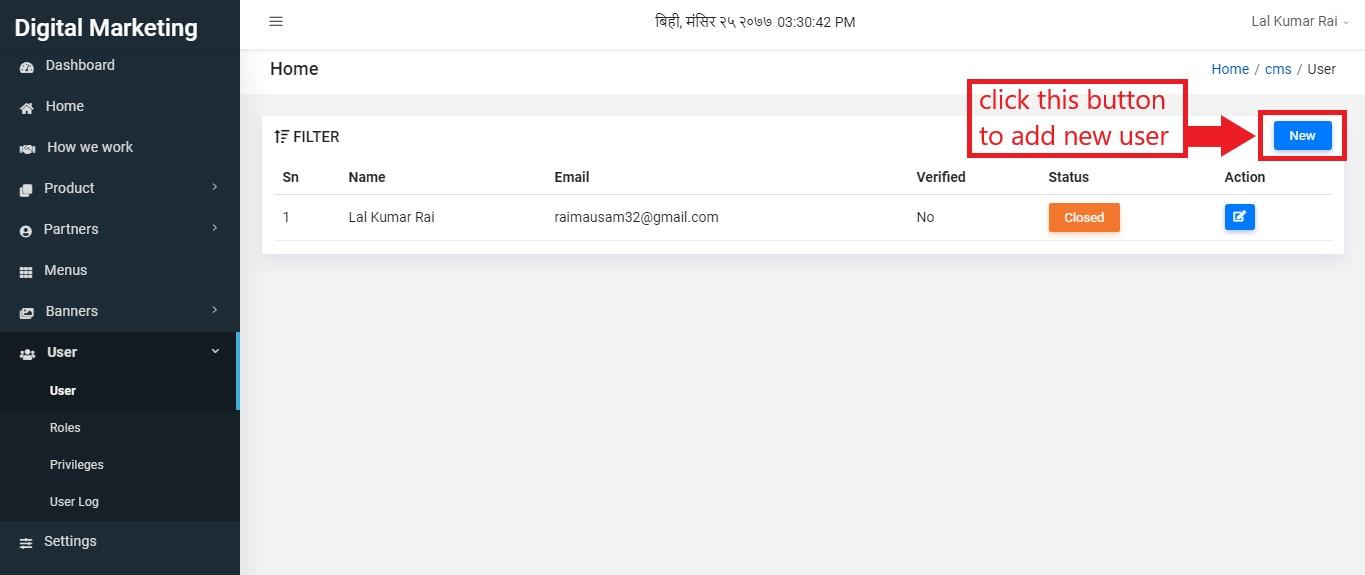 Digital Marketing
बिही, मंसिर २५ २०७७ 03:30:42 PM
Lal Kumar Rai
Dashboard
Home
How we work
Product
Partners
Menus
Banners
User
User
Roles
Privileges
User Log
Settings
Home
Home / cms / User
click this button
to add new user
FILTER
New
Sn Name Email Verified Status Action
1 Lal Kumar Rai raimausam32@gmail.com No Closed